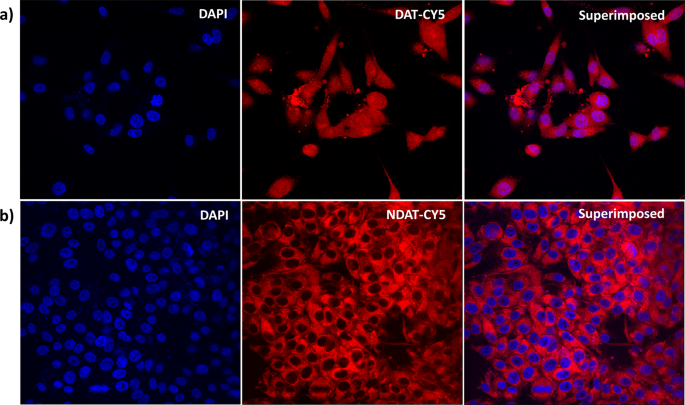 a)
DAPI
DAT-CY5
Superimposed
b)
DAPI
NDAT-CY5
Superimposed